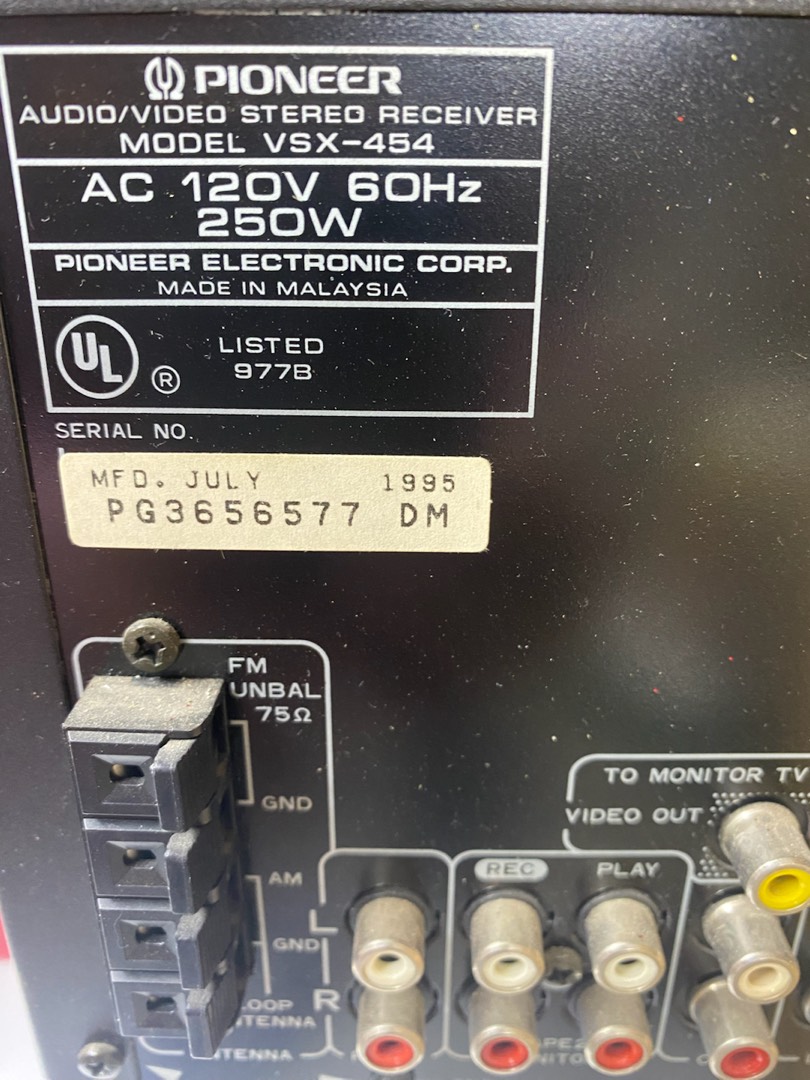 PIONEER
AUDIO/VIDEO STEREO RECEIVER
MODEL VSX-454
AC 120V 60Hz
250W
PIONEER ELECTRONIC CORP.
MADE IN MALAYSIA
UL ®
LISTED
977B
SERIAL NO.
MFD. JULY 1995
PG3656577 DM
FM
UNBAL
75Ω
GND
TO MONITOR TV
VIDEO OUT
REC PLAY
AM
L
GND
R